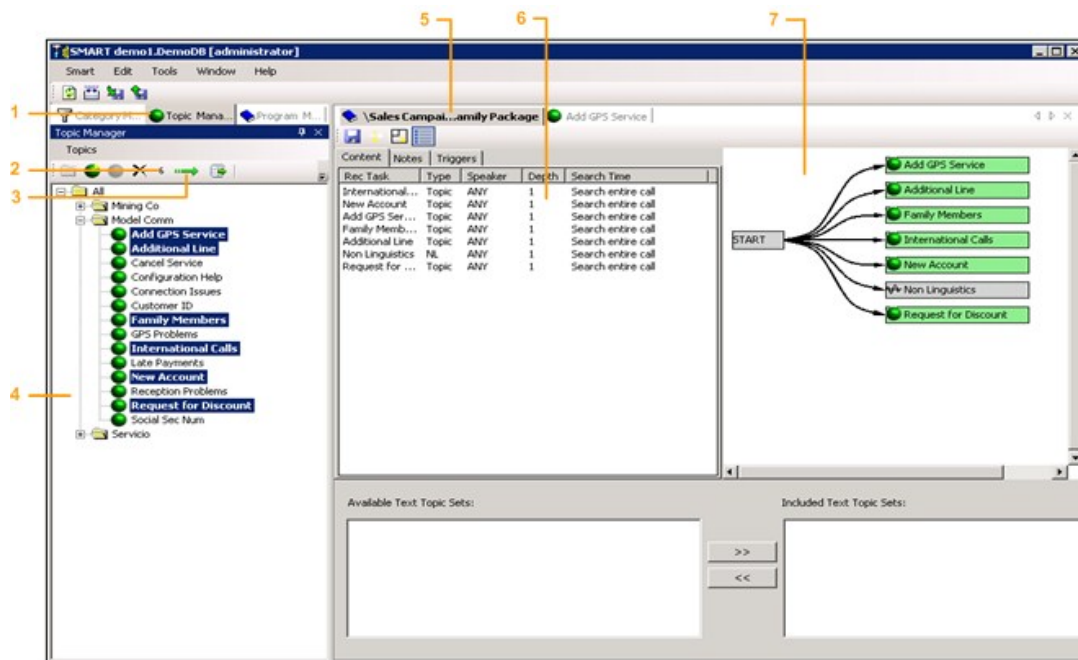 5
6
7
SMART demo1.DemoDB [administrator]
Smart Edit Tools Window Help
1
Category M... Topic Mana... Program M...
\Sales Campai...amily Package Add GPS Service
Topic Manager
Topics
2
3
Content Notes Triggers
Rec Task Type Speaker Depth Search Time
International... Topic ANY 1 Search entire call
New Account Topic ANY 1 Search entire call
Add GPS Ser... Topic ANY 1 Search entire call
Family Memb... Topic ANY 1 Search entire call
Additional Line Topic ANY 1 Search entire call
Non Linguistics NL ANY 1 Search entire call
Request for ... Topic ANY 1 Search entire call
All
Mining Co
Model Comm
Add GPS Service
Additional Line
Cancel Service
Configuration Help
Connection Issues
Customer ID
Family Members
GPS Problems
International Calls
Late Payments
New Account
Reception Problems
Request for Discount
Social Sec Num
Servicio
4
START
Add GPS Service
Additional Line
Family Members
International Calls
New Account
Non Linguistics
Request for Discount
Available Text Topic Sets:
Included Text Topic Sets:
>>
<<